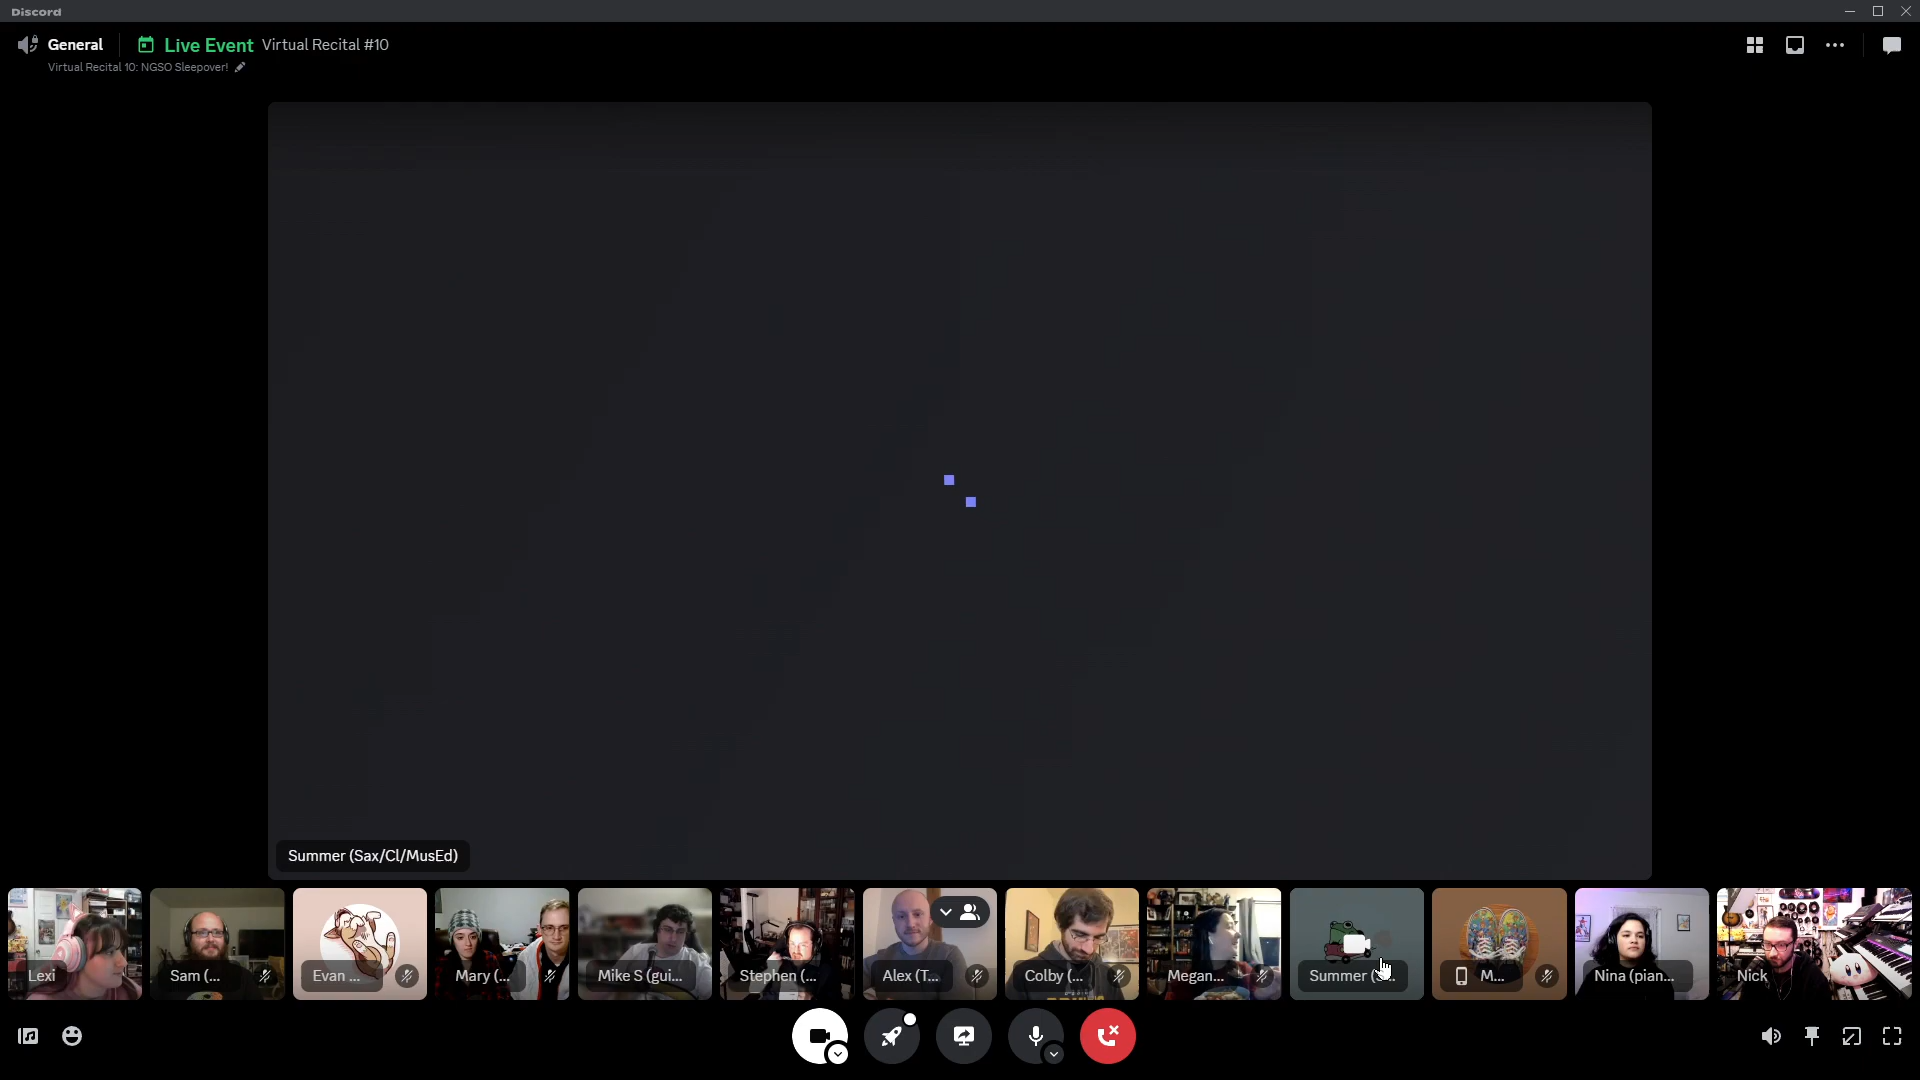 Discord
General
Live Event Virtual Recital #10
Virtual Recital 10: NGSO Sleepover!
Summer (Sax/Cl/MusEd)
Lexi
Sam (...
Evan ...
Mary (...
Mike S (gui...
Stephen (...
Alex (T...
Colby (...
Megan...
Summer (S...
M...
Nina (pian...
Nick